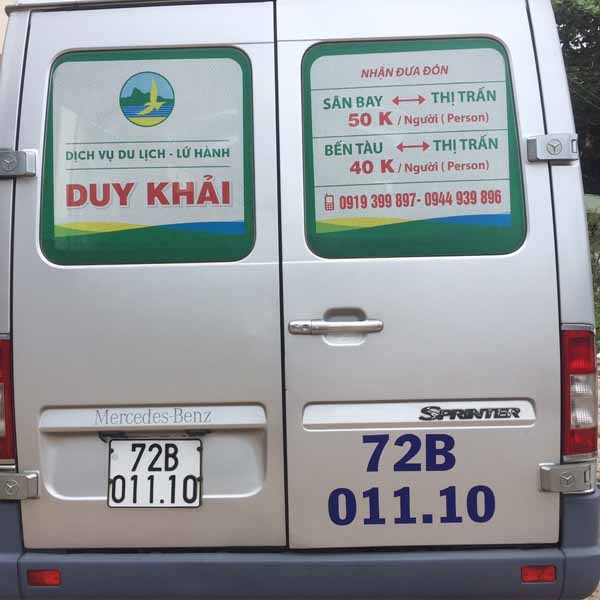 DỊCH VỤ DU LỊCH - LỮ HÀNH
DUY KHẢI
NHẬN ĐƯA ĐÓN
SÂN BAY ↔ THỊ TRẤN
50 K / Người ( Person)
BẾN TÀU ↔ THỊ TRẤN
40 K / Người ( Person)
0919 399 897- 0944 939 896
Mercedes-Benz
SPRINTER
72B
011.10
72B
011.10